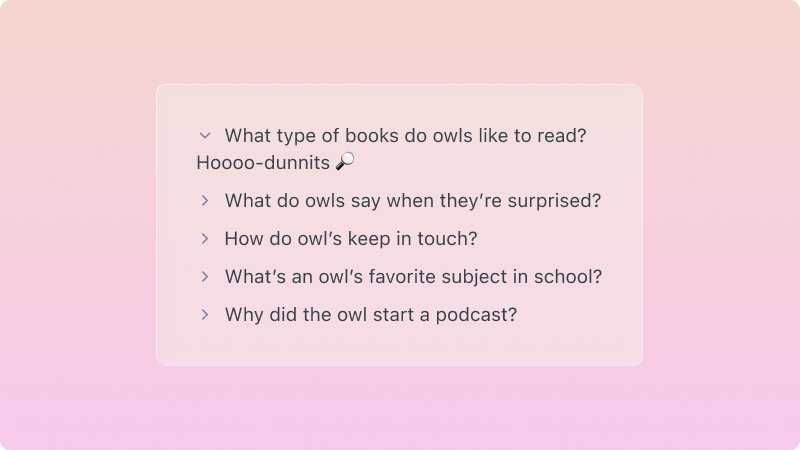 What type of books do owls like to read?
Hoooo-dunnits 🔎
What do owls say when they’re surprised?
How do owl’s keep in touch?
What’s an owl’s favorite subject in school?
Why did the owl start a podcast?